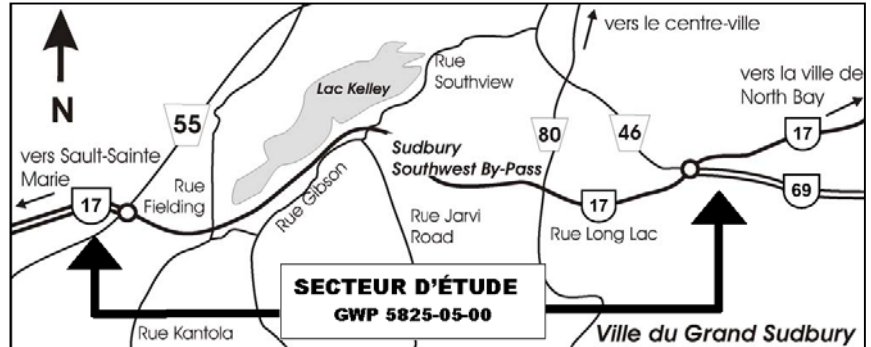 vers le centre-ville
Rue
Southview
Lac Kelley
vers la ville de
North Bay
N
55
80
46
17
vers Sault-Sainte
Marie
17
Rue
Fielding
Sudbury
Southwest By-Pass
69
Rue Gibson
17
Rue Jarvi
Road
Rue Long Lac
SECTEUR D'ÉTUDE
GWP 5825-05-00
Rue Kantola
Ville du Grand Sudbury